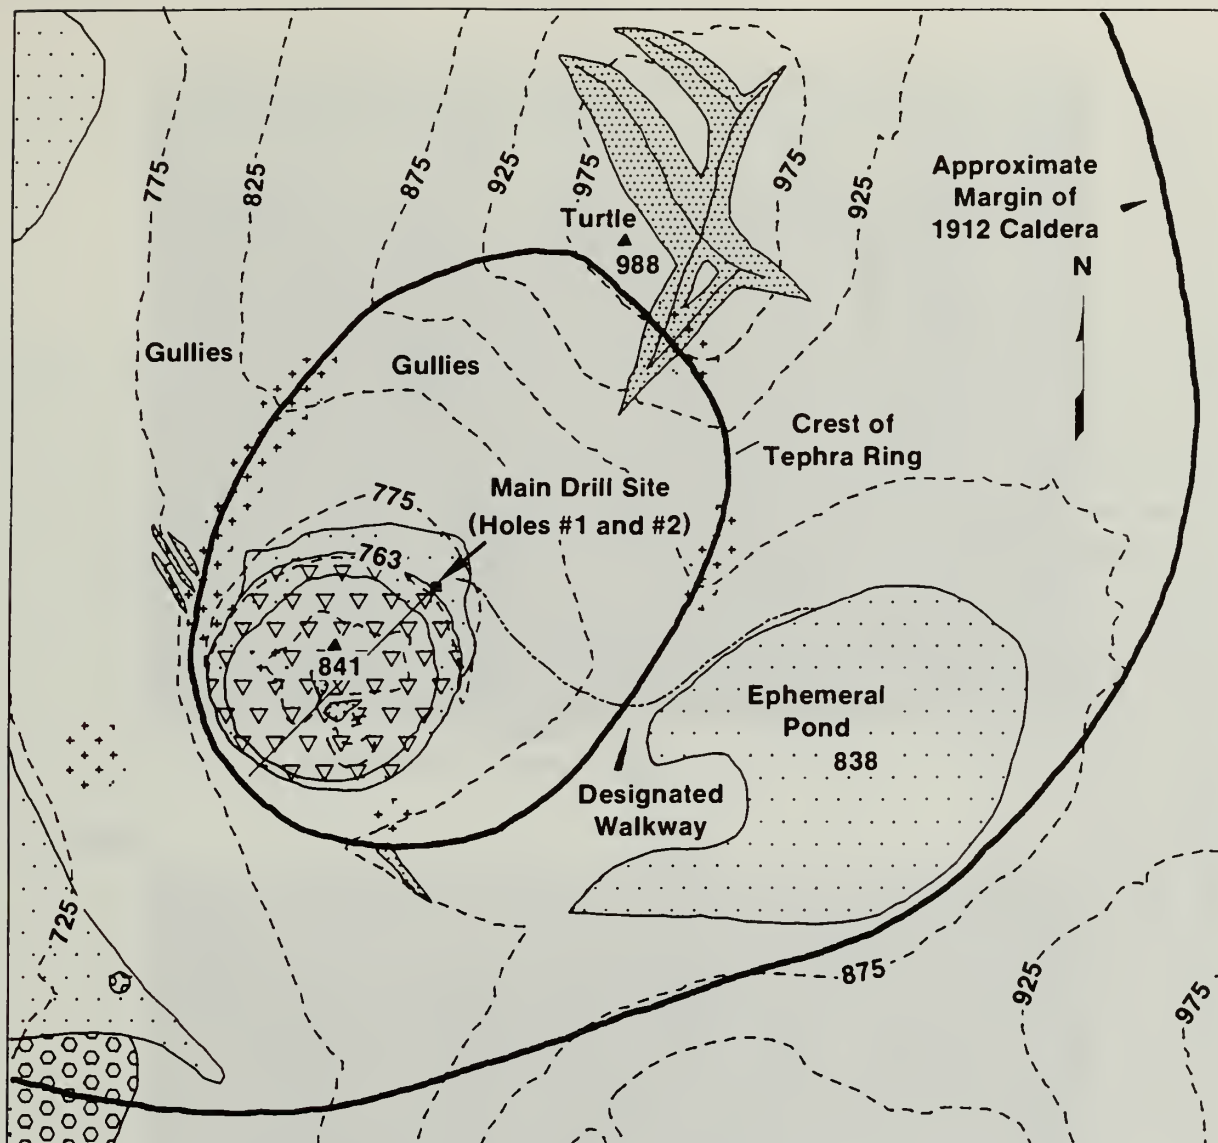 775
825
875
925
975
975
925
Approximate
Margin of
1912 Caldera
N
Turtle
988
Gullies
Gullies
Crest of
Tephra Ring
775
Main Drill Site
(Holes #1 and #2)
763
841
Ephemeral
Pond
838
Designated
Walkway
725
875
925
975